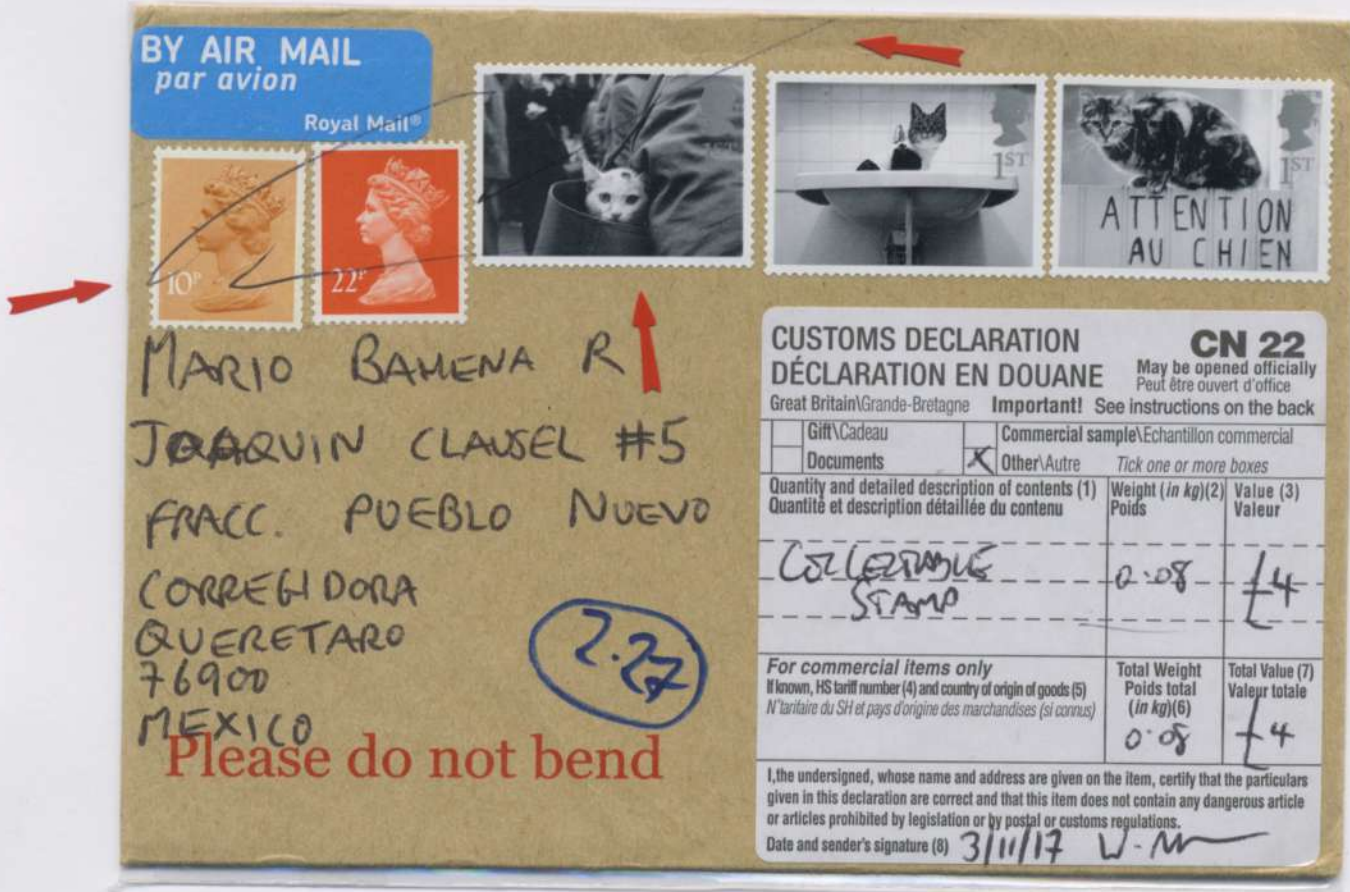 BY AIR MAIL
par avion
Royal Mail®
10P
22P
1ST
1ST
ATTENTION
AU CHIEN
MARIO BAHENA R
JOAQUIN CLAUSEL #5
FRACC. PUEBLO NUEVO
CORREGIDORA
QUERETARO
76900
MEXICO
2.27
Please do not bend
CUSTOMS DECLARATION
DÉCLARATION EN DOUANE
CN 22
May be opened officially
Peut être ouvert d'office
Great Britain\Grande-Bretagne Important! See instructions on the back
Gift\Cadeau
Commercial sample\Echantillon commercial
Documents
X Other\Autre Tick one or more boxes
Quantity and detailed description of contents (1)
Quantité et description détaillée du contenu
Weight (in kg)(2)
Poids
Value (3)
Valeur
COLLECTABLE
STAMP
0.08
£4
For commercial items only
If known, HS tariff number (4) and country of origin of goods (5)
N°tarifaire du SH et pays d'origine des marchandises (si connus)
Total Weight
Poids total
(in kg)(6)
0.08
Total Value (7)
Valeur totale
£4
I,the undersigned, whose name and address are given on the item, certify that the particulars
given in this declaration are correct and that this item does not contain any dangerous article
or articles prohibited by legislation or by postal or customs regulations.
Date and sender's signature (8) 3/11/17